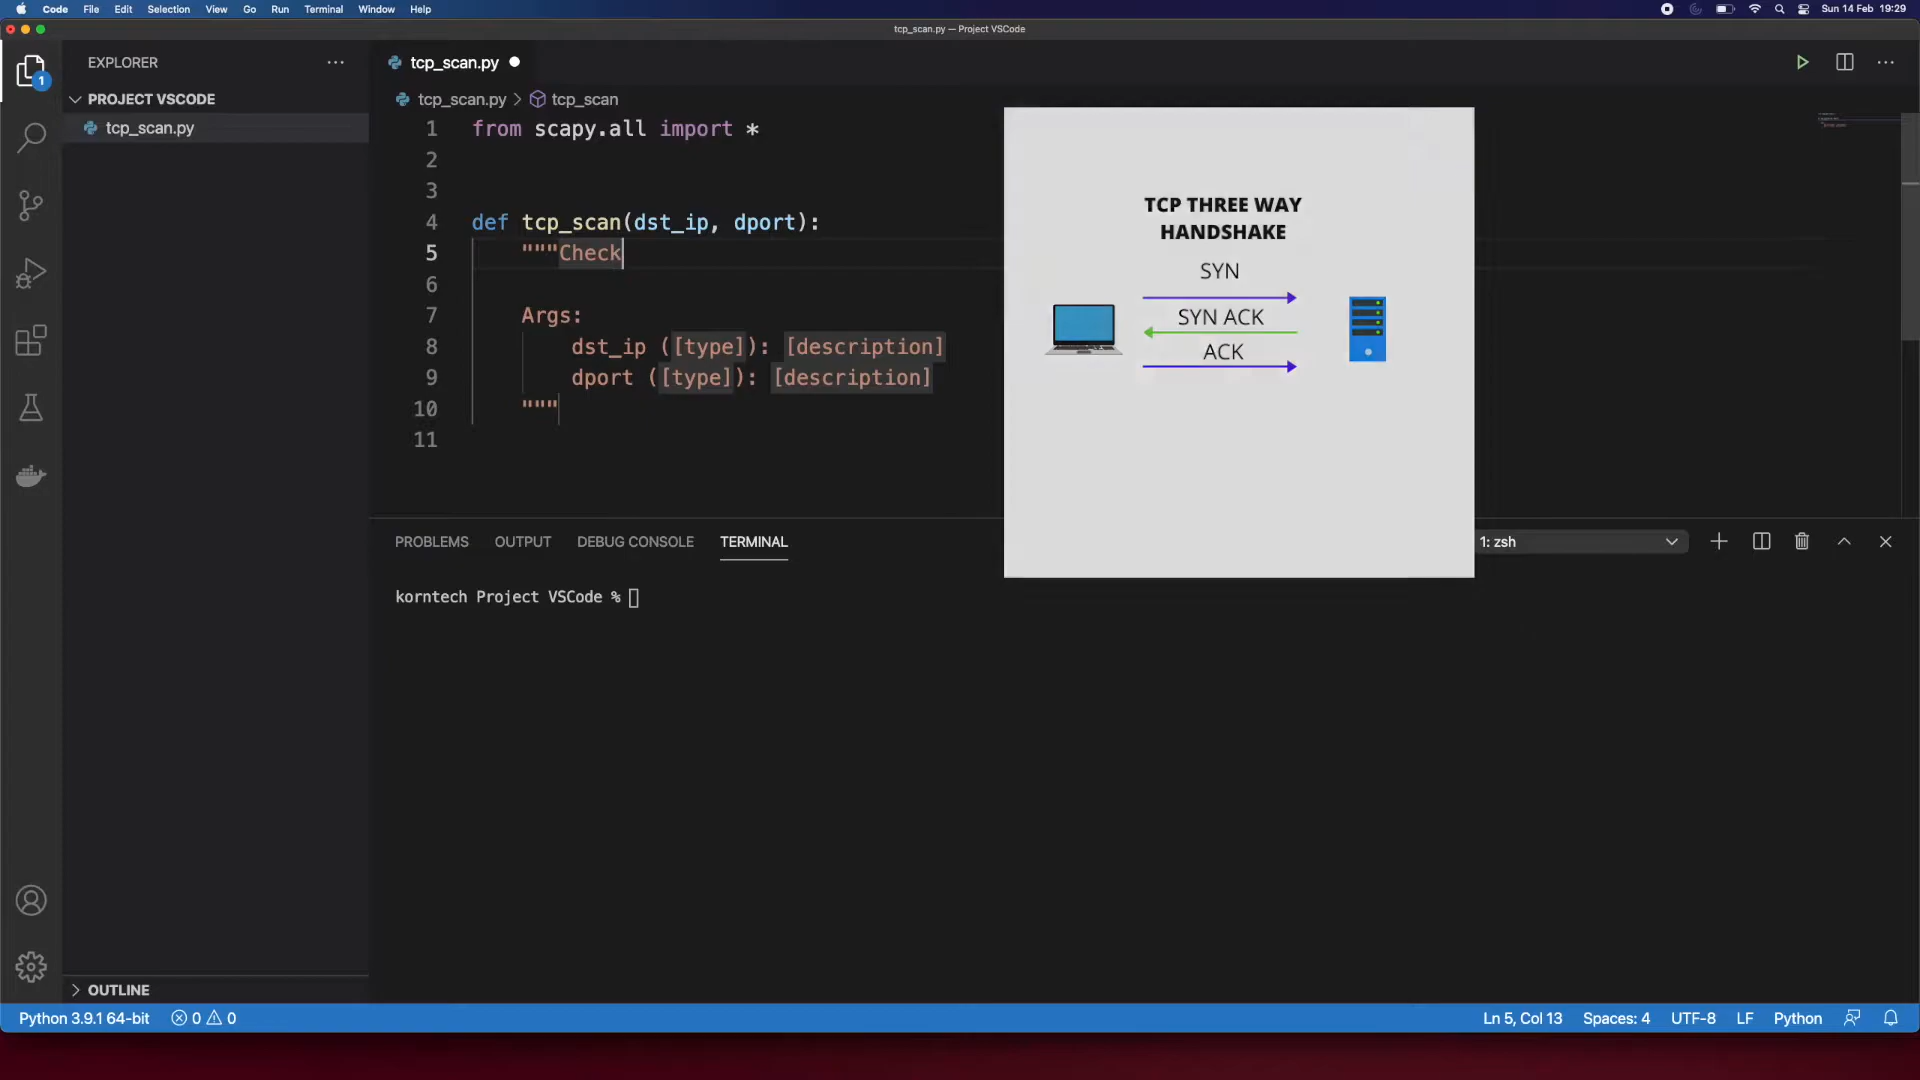 Code File Edit Selection View Go Run Terminal Window Help
Sun 14 Feb 19:29
tcp_scan.py — Project VSCode
EXPLORER
1
PROJECT VSCODE
tcp_scan.py
OUTLINE
tcp_scan.py
tcp_scan.py > tcp_scan
1 from scapy.all import *
2
3
4 def tcp_scan(dst_ip, dport):
5 """Check
6
7 Args:
8 dst_ip ([type]): [description]
9 dport ([type]): [description]
10 """
11
TCP THREE WAY
HANDSHAKE
SYN
SYN ACK
ACK
PROBLEMS OUTPUT DEBUG CONSOLE TERMINAL
1: zsh
korntech Project VSCode %
Python 3.9.1 64-bit 0 0
Ln 5, Col 13 Spaces: 4 UTF-8 LF Python